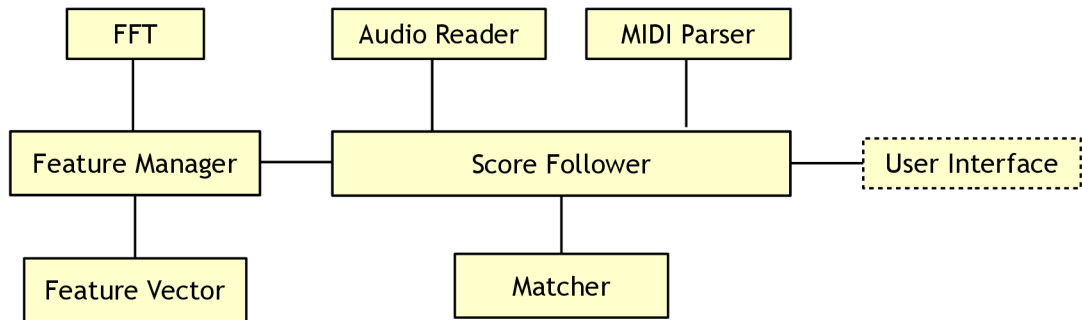 FFT
Audio Reader
MIDI Parser
Feature Manager
Score Follower
User Interface
Feature Vector
Matcher